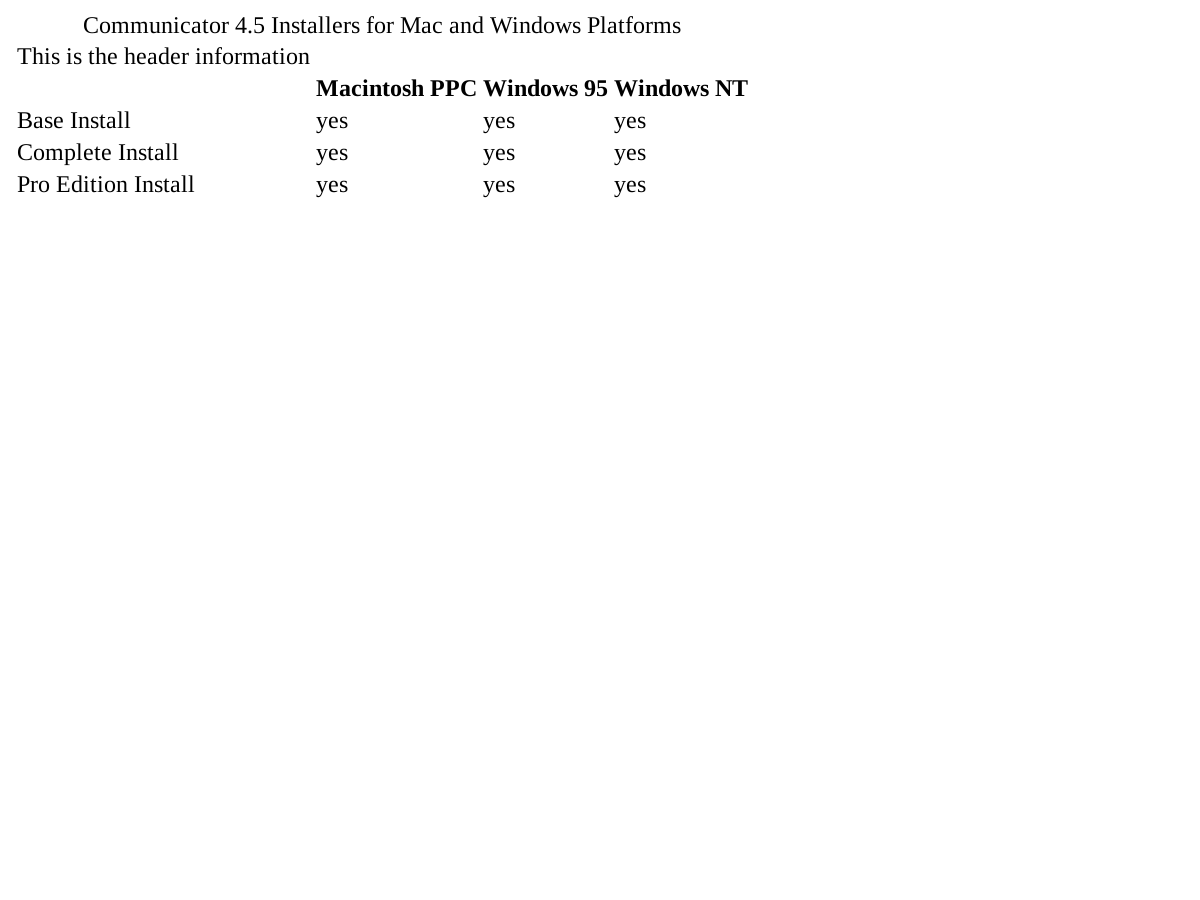 Communicator 4.5 Installers for Mac and Windows Platforms
This is the header information
Macintosh PPC Windows 95 Windows NT
Base Install yes yes yes
Complete Install yes yes yes
Pro Edition Install yes yes yes